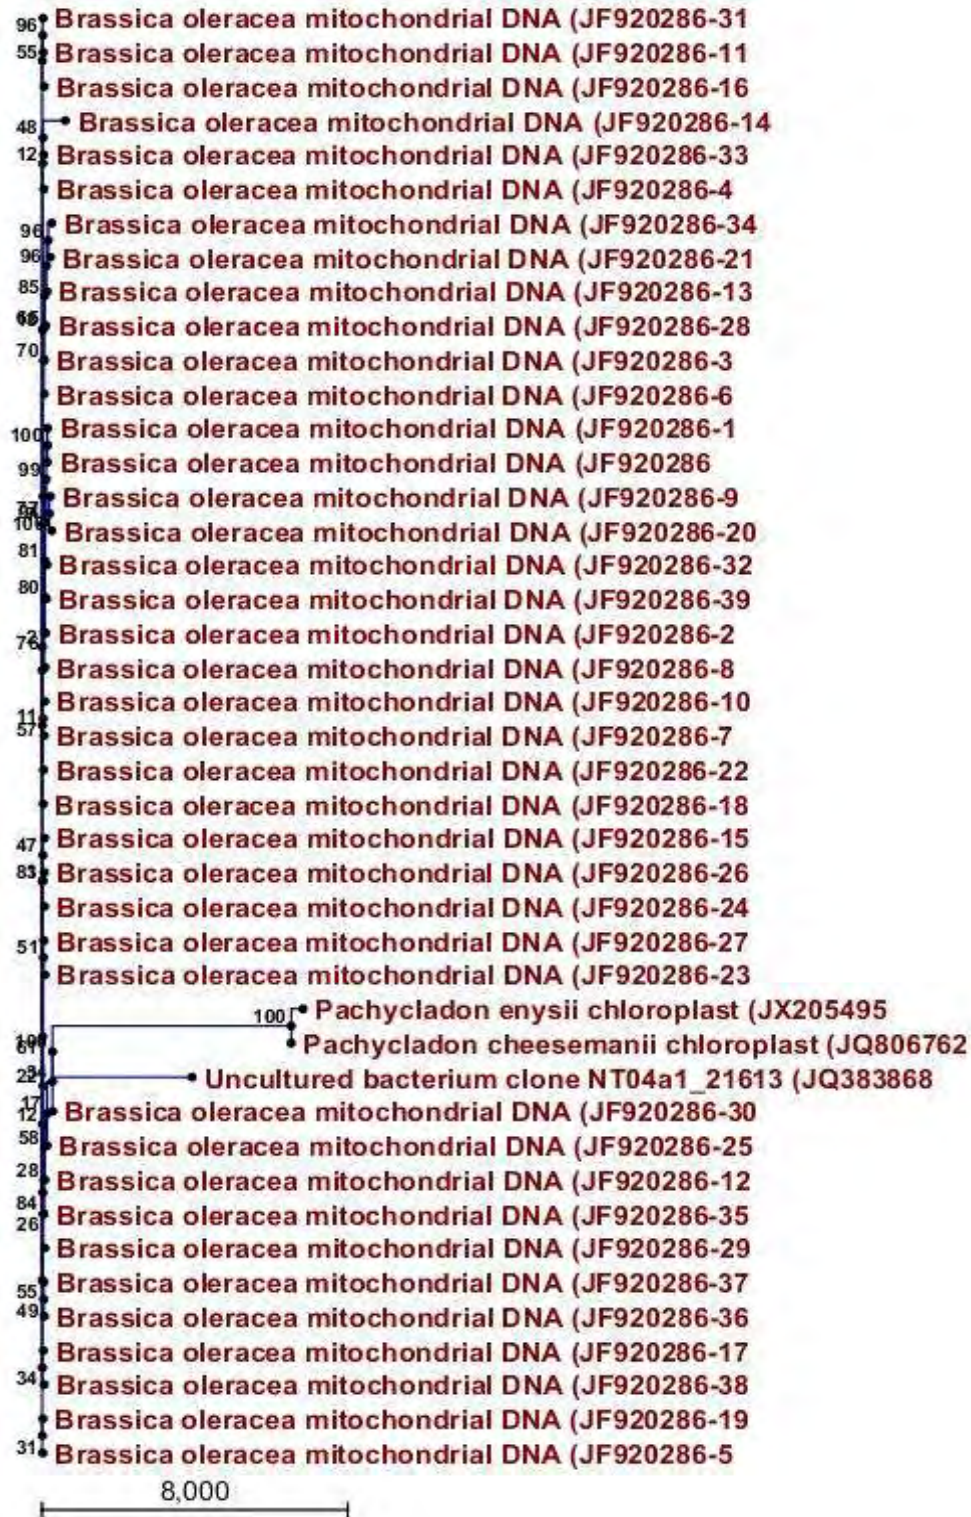 96 Brassica oleracea mitochondrial DNA (JF920286-31
55 Brassica oleracea mitochondrial DNA (JF920286-11
Brassica oleracea mitochondrial DNA (JF920286-16
48 Brassica oleracea mitochondrial DNA (JF920286-14
12 Brassica oleracea mitochondrial DNA (JF920286-33
Brassica oleracea mitochondrial DNA (JF920286-4
96 Brassica oleracea mitochondrial DNA (JF920286-34
96 Brassica oleracea mitochondrial DNA (JF920286-21
85 Brassica oleracea mitochondrial DNA (JF920286-13
Brassica oleracea mitochondrial DNA (JF920286-28
70 Brassica oleracea mitochondrial DNA (JF920286-3
Brassica oleracea mitochondrial DNA (JF920286-6
100 Brassica oleracea mitochondrial DNA (JF920286-1
99 Brassica oleracea mitochondrial DNA (JF920286
Brassica oleracea mitochondrial DNA (JF920286-9
Brassica oleracea mitochondrial DNA (JF920286-20
81 Brassica oleracea mitochondrial DNA (JF920286-32
80 Brassica oleracea mitochondrial DNA (JF920286-39
Brassica oleracea mitochondrial DNA (JF920286-2
Brassica oleracea mitochondrial DNA (JF920286-8
Brassica oleracea mitochondrial DNA (JF920286-10
11
57 Brassica oleracea mitochondrial DNA (JF920286-7
Brassica oleracea mitochondrial DNA (JF920286-22
Brassica oleracea mitochondrial DNA (JF920286-18
47 Brassica oleracea mitochondrial DNA (JF920286-15
83 Brassica oleracea mitochondrial DNA (JF920286-26
Brassica oleracea mitochondrial DNA (JF920286-24
51 Brassica oleracea mitochondrial DNA (JF920286-27
Brassica oleracea mitochondrial DNA (JF920286-23
100 Pachycladon enysii chloroplast (JX205495
Pachycladon cheesemanii chloroplast (JQ806762
Uncultured bacterium clone NT04a1_21613 (JQ383868
17
12 Brassica oleracea mitochondrial DNA (JF920286-30
58 Brassica oleracea mitochondrial DNA (JF920286-25
28 Brassica oleracea mitochondrial DNA (JF920286-12
84
26 Brassica oleracea mitochondrial DNA (JF920286-35
Brassica oleracea mitochondrial DNA (JF920286-29
55 Brassica oleracea mitochondrial DNA (JF920286-37
49 Brassica oleracea mitochondrial DNA (JF920286-36
Brassica oleracea mitochondrial DNA (JF920286-17
34 Brassica oleracea mitochondrial DNA (JF920286-38
Brassica oleracea mitochondrial DNA (JF920286-19
31 Brassica oleracea mitochondrial DNA (JF920286-5
8,000